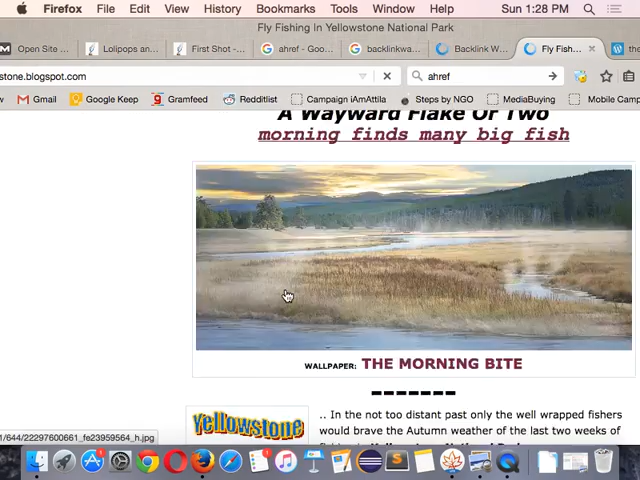 Firefox File Edit View History Tools Window Help Sun 1:28 PM
Fly Fishing In Yellowstone National Park
Open Site ... Lolipops an... First Shot -... ahref - Goo... backlinkwa... Backlink W... Fly Fish... the
stone.blogspot.com ahref
Gmail Google Keep Gramfeed Redditlist Campaign iAmAttila Steps by NGO MediaBuying Mobile Camp
A Wayward Flake Or Two
morning finds many big fish
WALLPAPER: THE MORNING BITE
Yellowstone
.. In the not too distant past only the well wrapped fishers
would brave the Autumn weather of the last two weeks of
1/644/22297600661_fe23959564_h.jpg